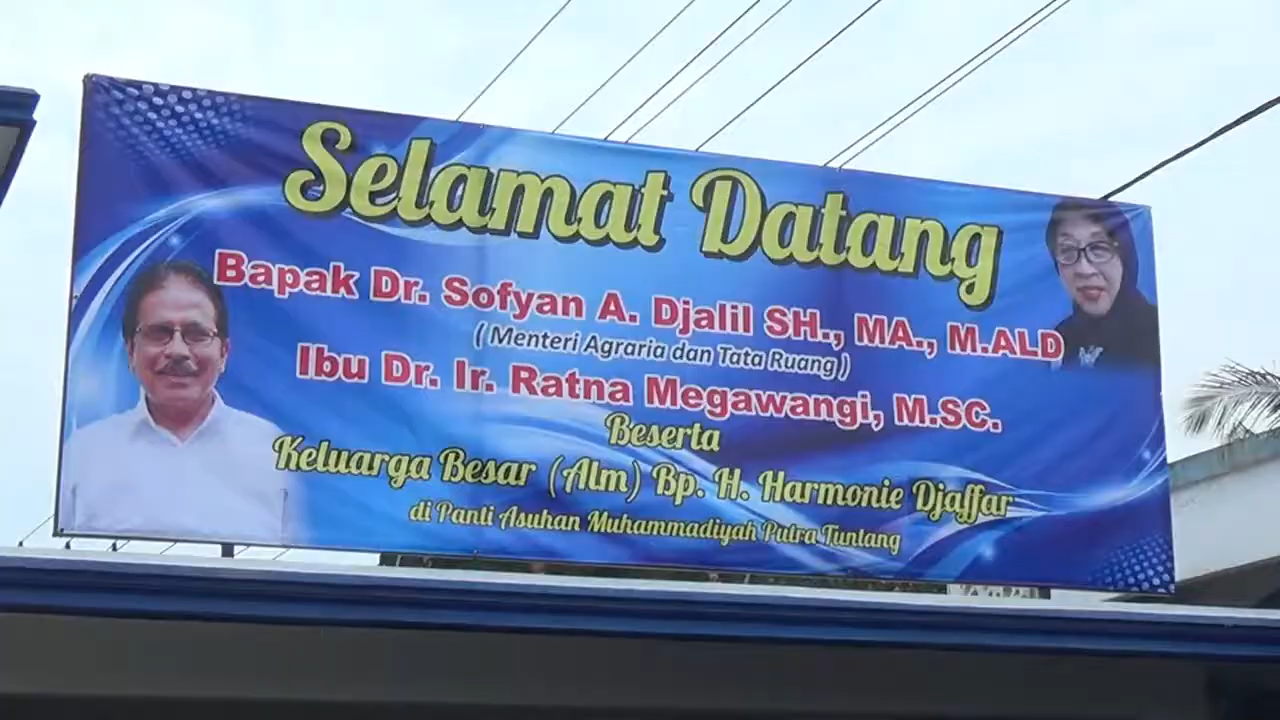 Selamat Datang
Bapak Dr. Sofyan A. Djalil SH., MA., M.ALD
( Menteri Agraria dan Tata Ruang )
Ibu Dr. Ir. Ratna Megawangi, M.SC.
Beserta
Keluarga Besar (Alm) Bp. H. Harmonie Djaffar
di Panti Asuhan Muhammadiyah Putra Tuntang